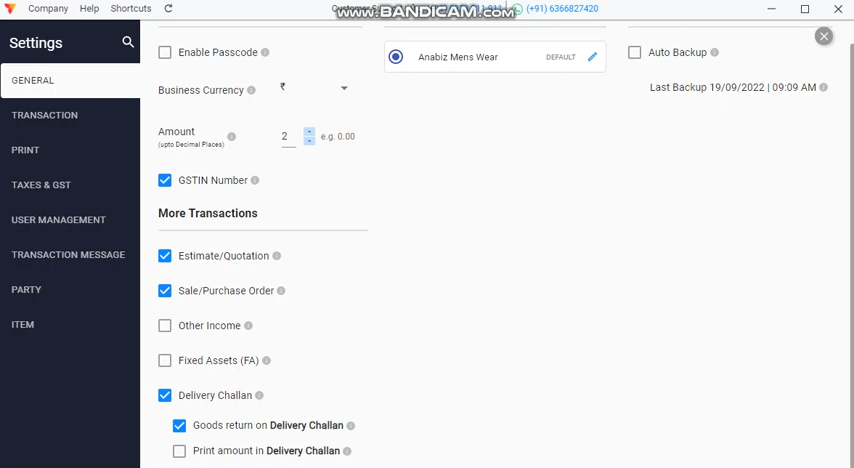 Company Help Shortcuts
www.BANDICAM.com
(+91) 6366827420
Settings
GENERAL
TRANSACTION
PRINT
TAXES & GST
USER MANAGEMENT
TRANSACTION MESSAGE
PARTY
ITEM
Enable Passcode
Business Currency ₹
Amount
(upto Decimal Places)
2 e.g. 0.00
GSTIN Number
More Transactions
Estimate/Quotation
Sale/Purchase Order
Other Income
Fixed Assets (FA)
Delivery Challan
Goods return on Delivery Challan
Print amount in Delivery Challan
Anabiz Mens Wear DEFAULT
Auto Backup
Last Backup 19/09/2022 | 09:09 AM